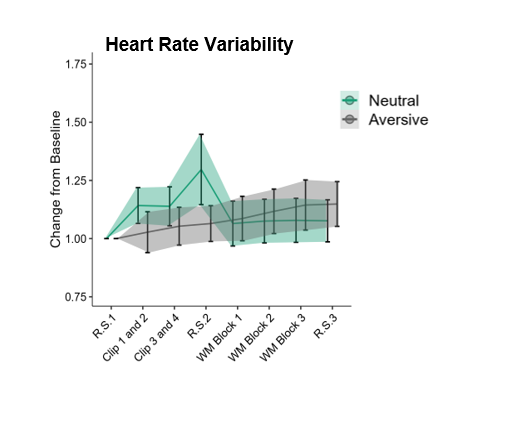 Heart Rate Variability
1.75
1.50
1.25
1.00
0.75
Change from Baseline
Neutral
Aversive
R.S.1
Clip 1 and 2
Clip 3 and 4
R.S.2
WM Block 1
WM Block 2
WM Block 3
R.S.3